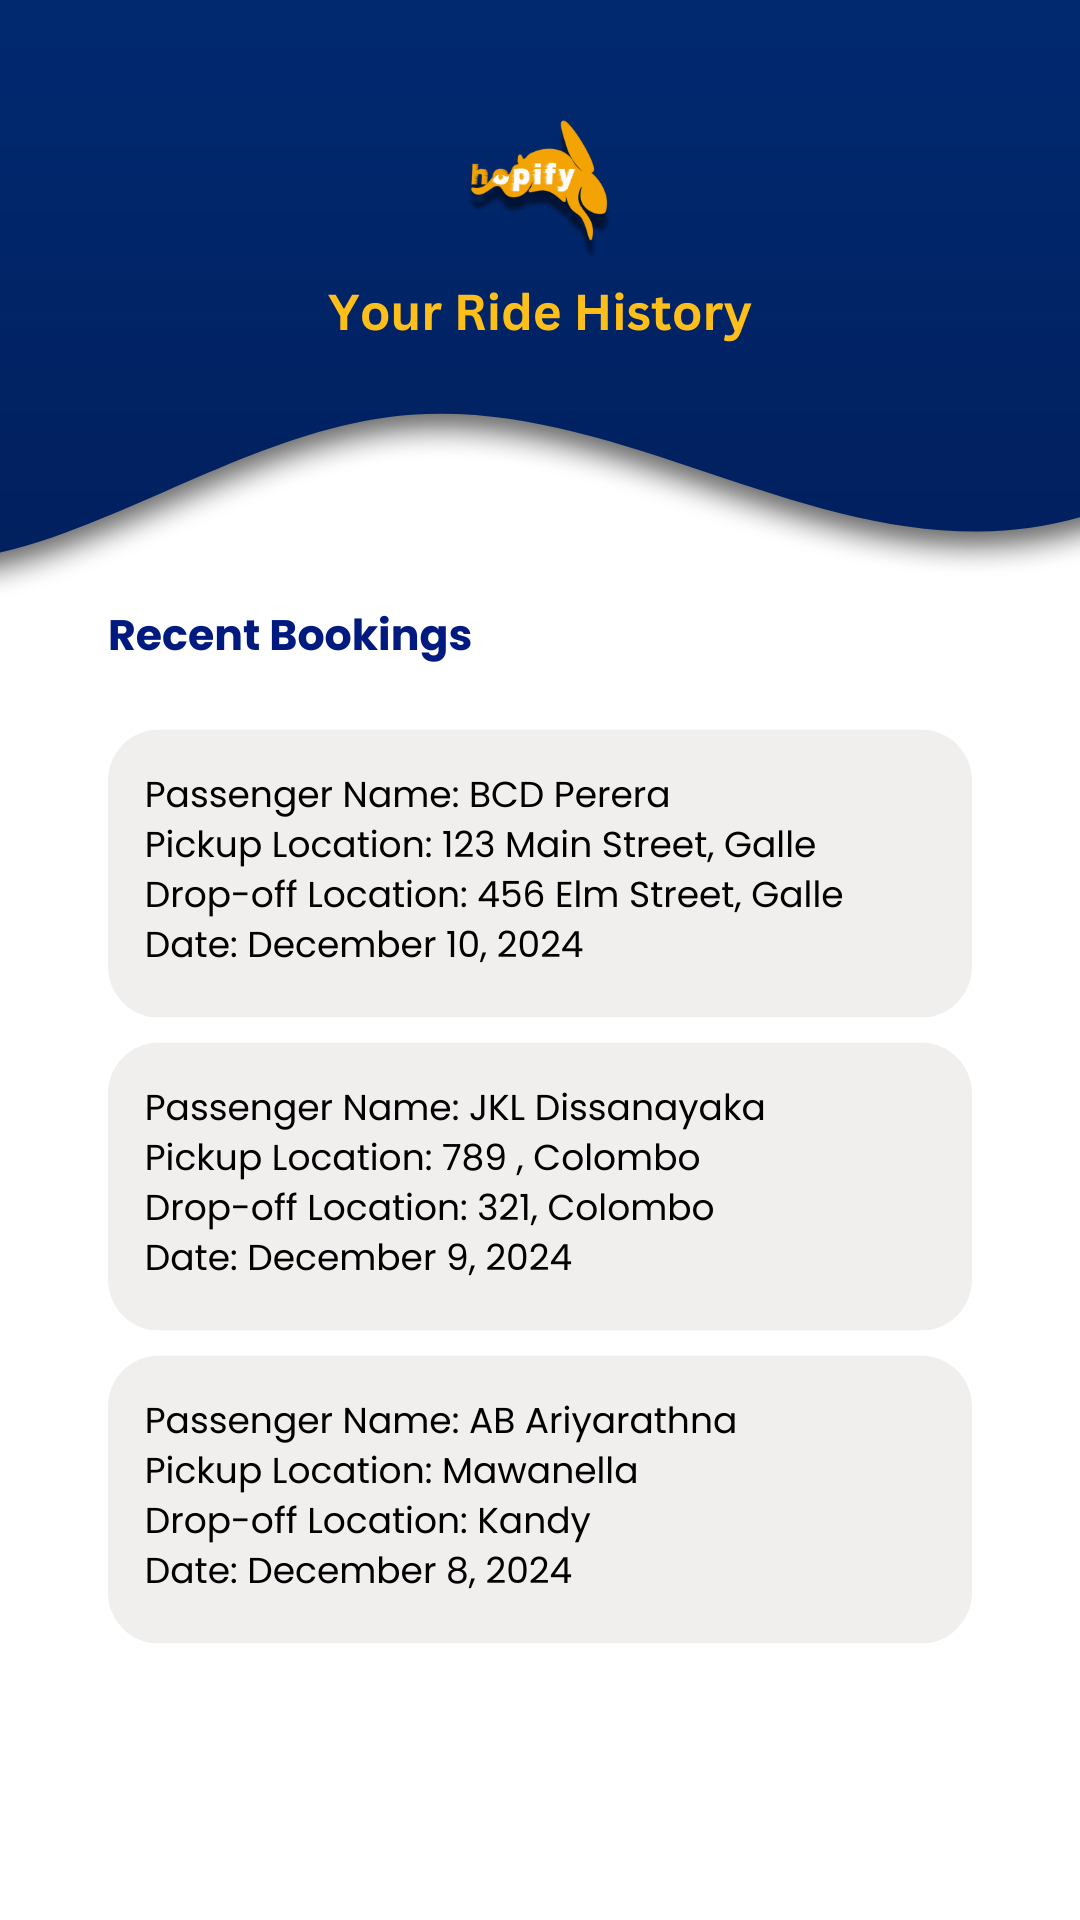 hopify
Your Ride History
Recent Bookings
Passenger Name: BCD Perera
Pickup Location: 123 Main Street, Galle
Drop-off Location: 456 Elm Street, Galle
Date: December 10, 2024
Passenger Name: JKL Dissanayaka
Pickup Location: 789 , Colombo
Drop-off Location: 321, Colombo
Date: December 9, 2024
Passenger Name: AB Ariyarathna
Pickup Location: Mawanella
Drop-off Location: Kandy
Date: December 8, 2024